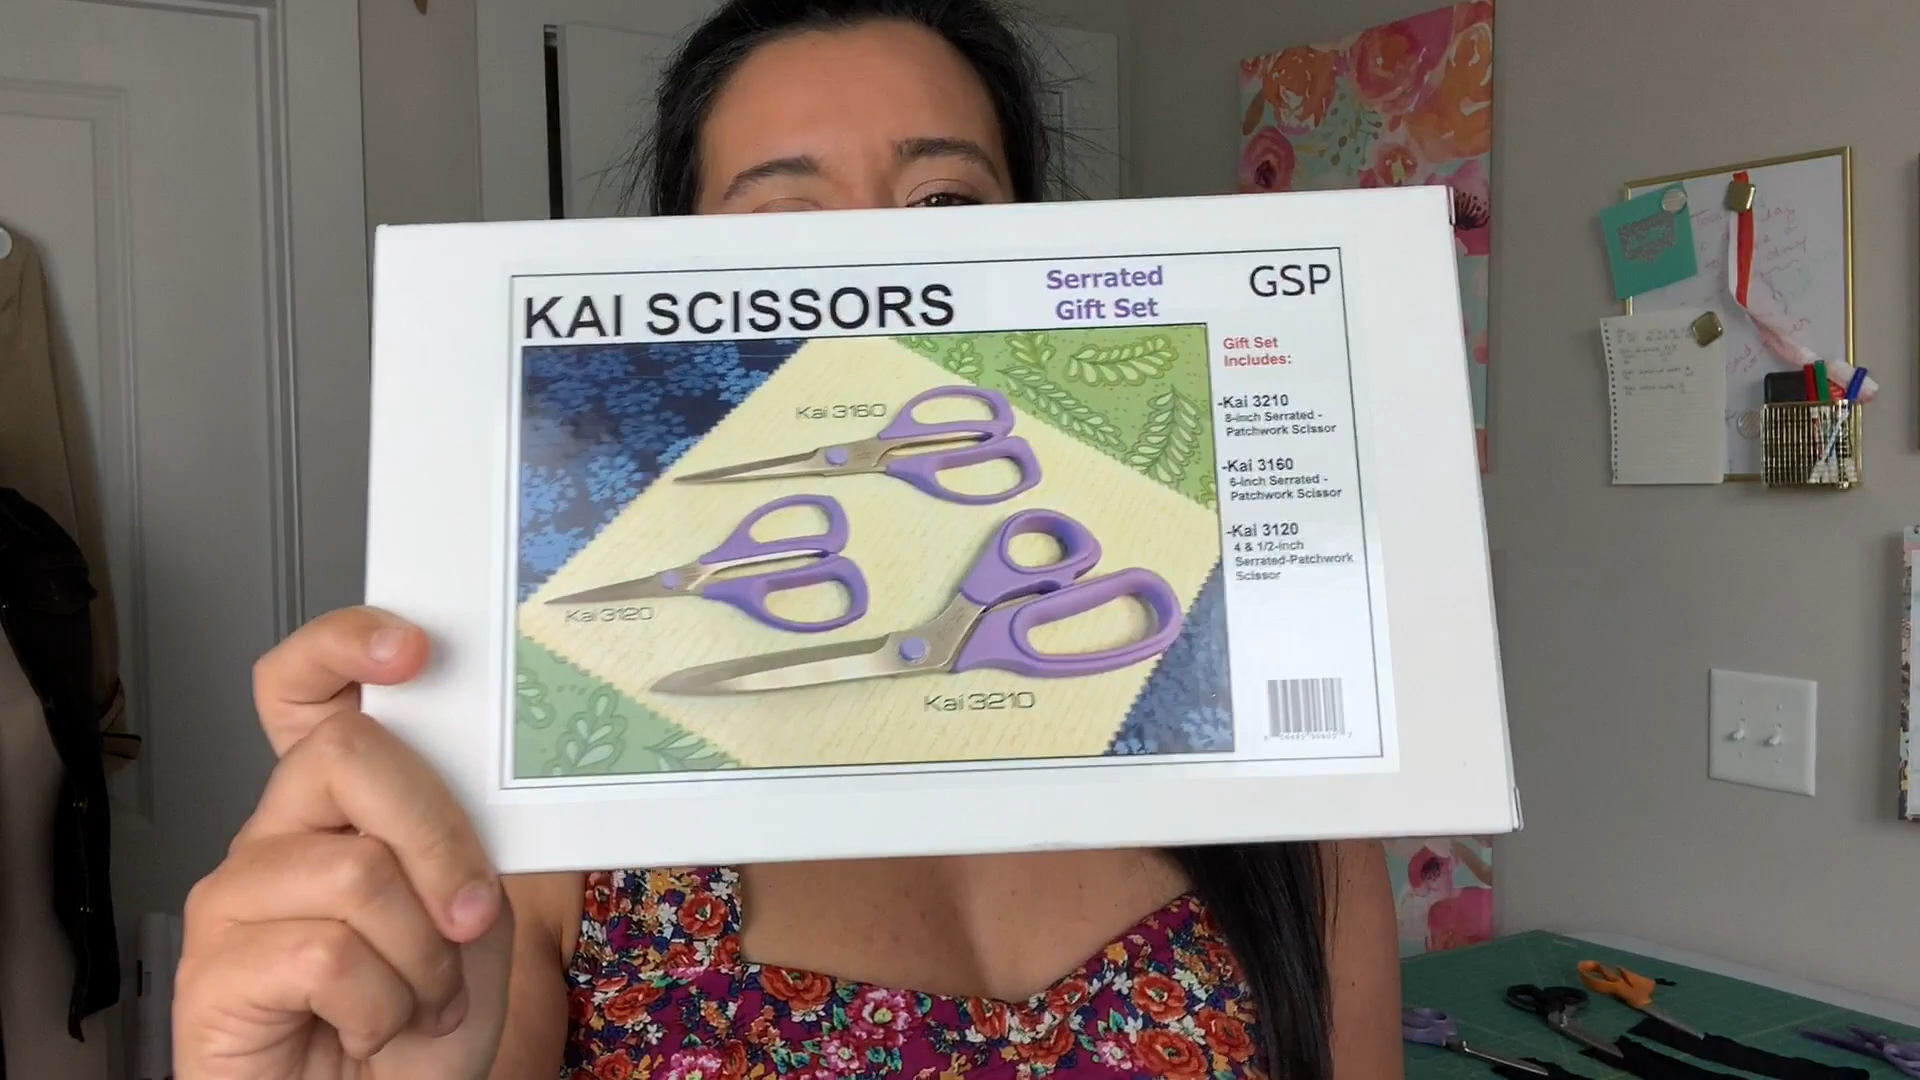 KAI SCISSORS
Serrated
Gift Set
GSP
Gift Set
Includes:
-Kai 3210
8-inch Serrated -
Patchwork Scissor
-Kai 3160
6-inch Serrated -
Patchwork Scissor
-Kai 3120
4 & 1/2-inch
Serrated-Patchwork
Scissor
Kai 3160
Kai 3120
Kai 3210